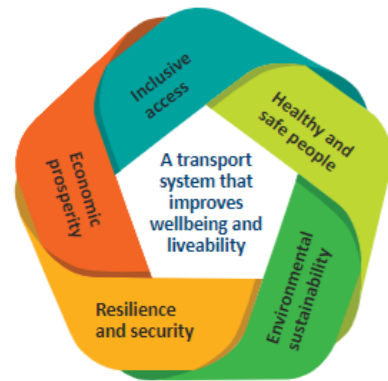 Inclusive
access
Healthy and
safe people
Environmental
sustainability
Resilience
and security
Economic
prosperity
A transport
system that
improves
wellbeing and
liveability